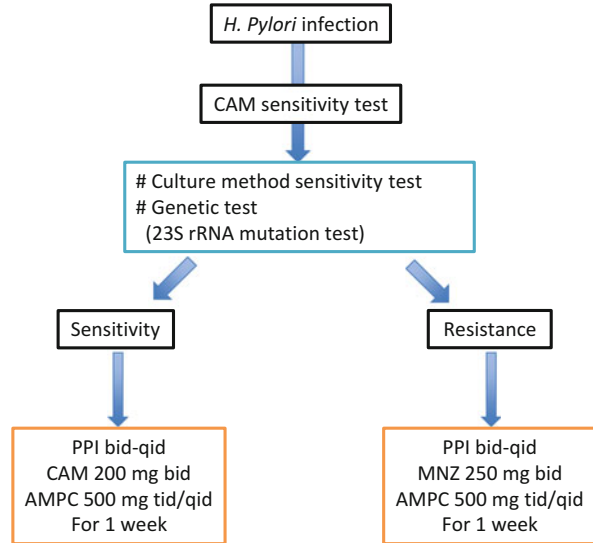 H. Pylori infection
CAM sensitivity test
# Culture method sensitivity test
# Genetic test
(23S rRNA mutation test)
Sensitivity
Resistance
PPI bid-qid
CAM 200 mg bid
AMPC 500 mg tid/qid
For 1 week
PPI bid-qid
MNZ 250 mg bid
AMPC 500 mg tid/qid
For 1 week